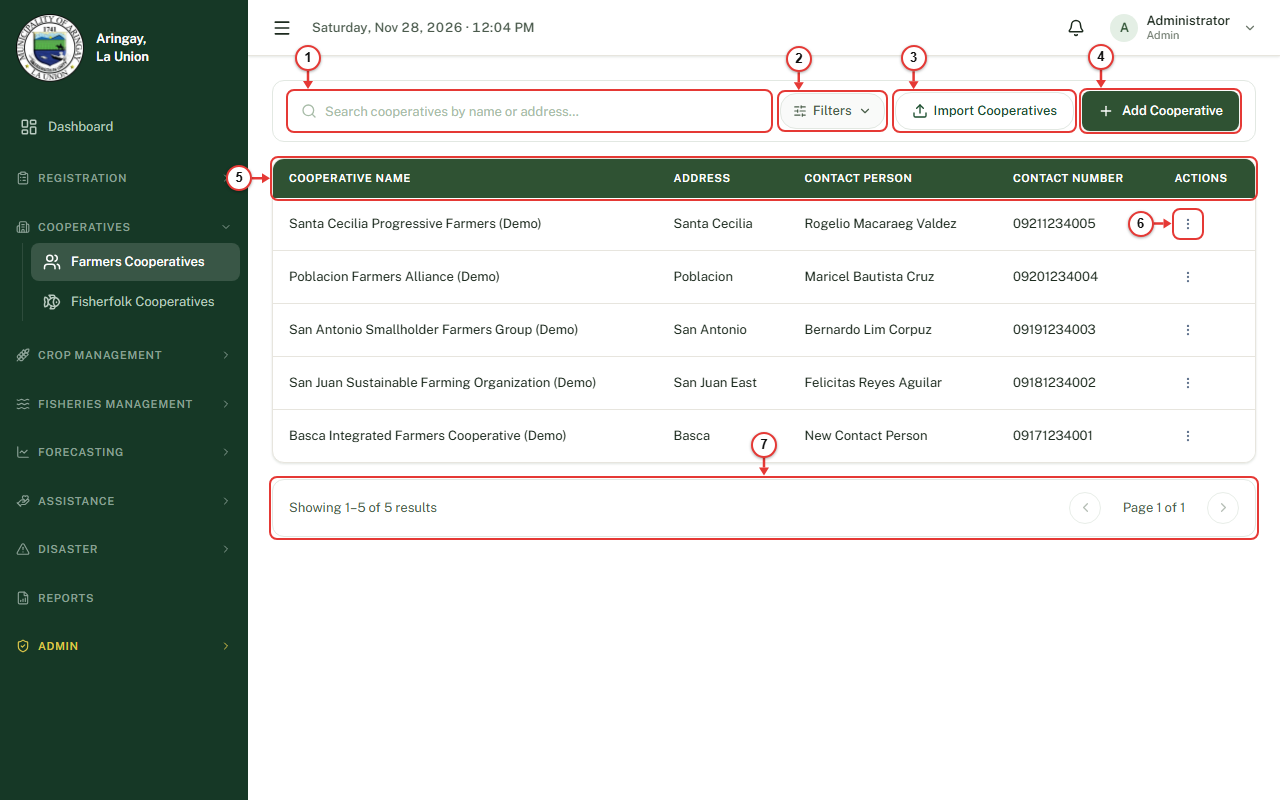 MUNICIPALITY OF ARINGAY
1741
LA UNION
Aringay,
La Union
Saturday, Nov 28, 2026 · 12:04 PM
A
Administrator
Admin
1
2
3
4
Search cooperatives by name or address...
Filters
Import Cooperatives
Add Cooperative
Dashboard
REGISTRATION
COOPERATIVES
Farmers Cooperatives
Fisherfolk Cooperatives
CROP MANAGEMENT
FISHERIES MANAGEMENT
FORECASTING
ASSISTANCE
DISASTER
REPORTS
ADMIN
5
COOPERATIVE NAME ADDRESS CONTACT PERSON CONTACT NUMBER ACTIONS
Santa Cecilia Progressive Farmers (Demo) Santa Cecilia Rogelio Macaraeg Valdez 09211234005
6
Poblacion Farmers Alliance (Demo) Poblacion Maricel Bautista Cruz 09201234004
San Antonio Smallholder Farmers Group (Demo) San Antonio Bernardo Lim Corpuz 09191234003
San Juan Sustainable Farming Organization (Demo) San Juan East Felicitas Reyes Aguilar 09181234002
Basca Integrated Farmers Cooperative (Demo) Basca New Contact Person 09171234001
7
Showing 1–5 of 5 results
Page 1 of 1